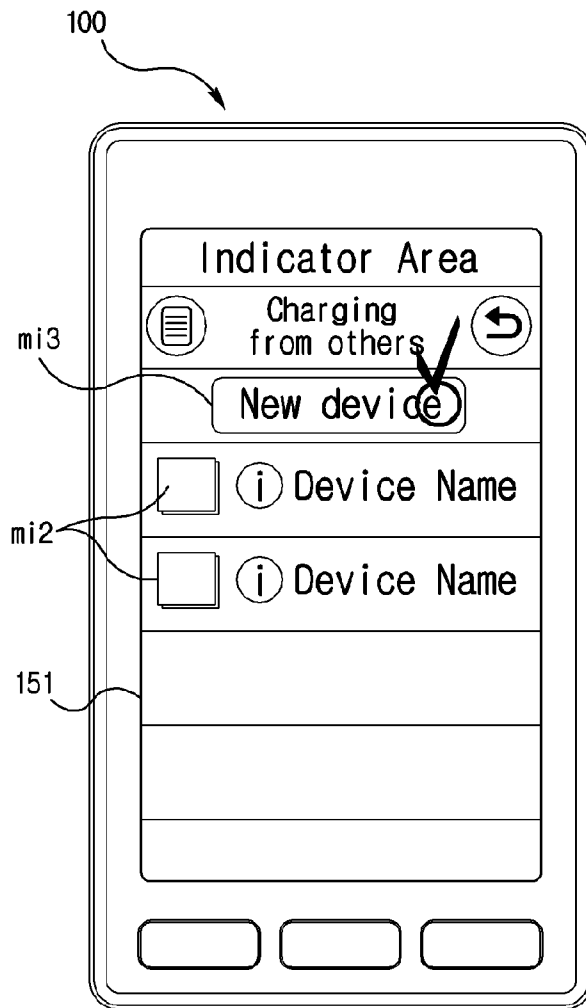 100
Indicator Area
Charging
from others
mi3
New device
i Device Name
mi2
i Device Name
151